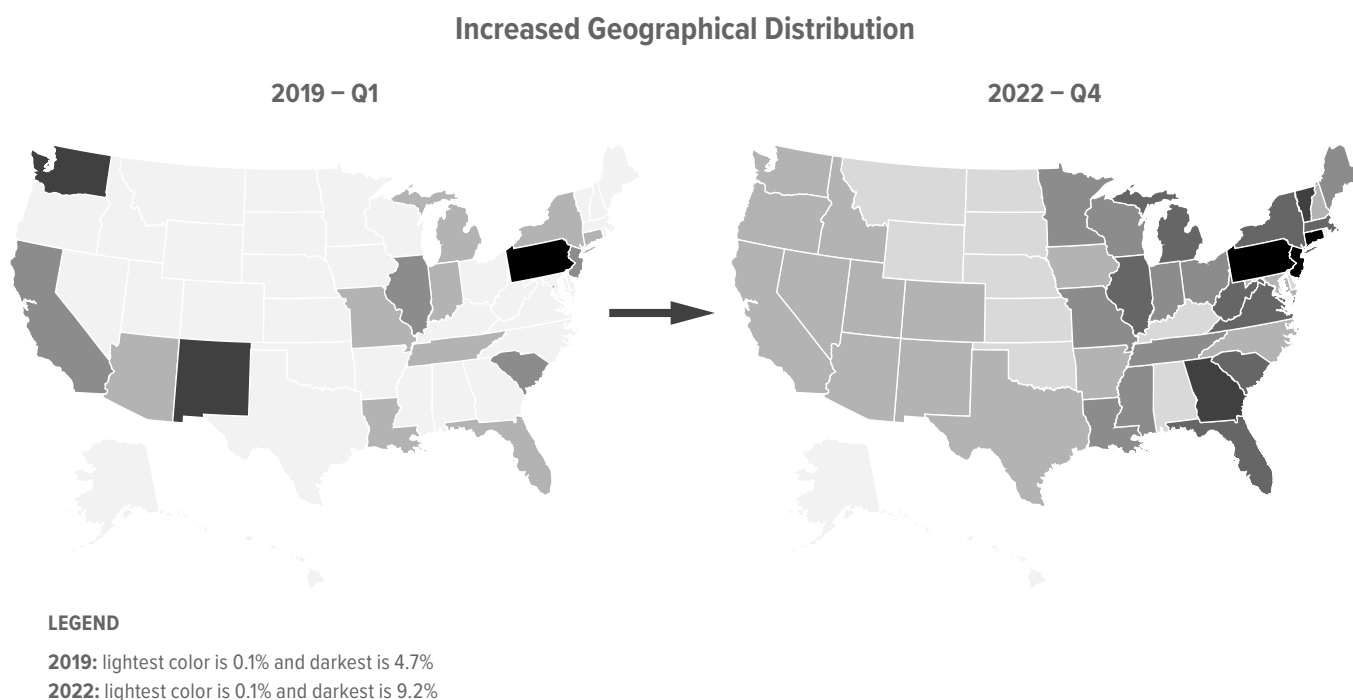 Increased Geographical Distribution
2019 – Q1
2022 – Q4
LEGEND
2019: lightest color is 0.1% and darkest is 4.7%
2022: lightest color is 0.1% and darkest is 9.2%